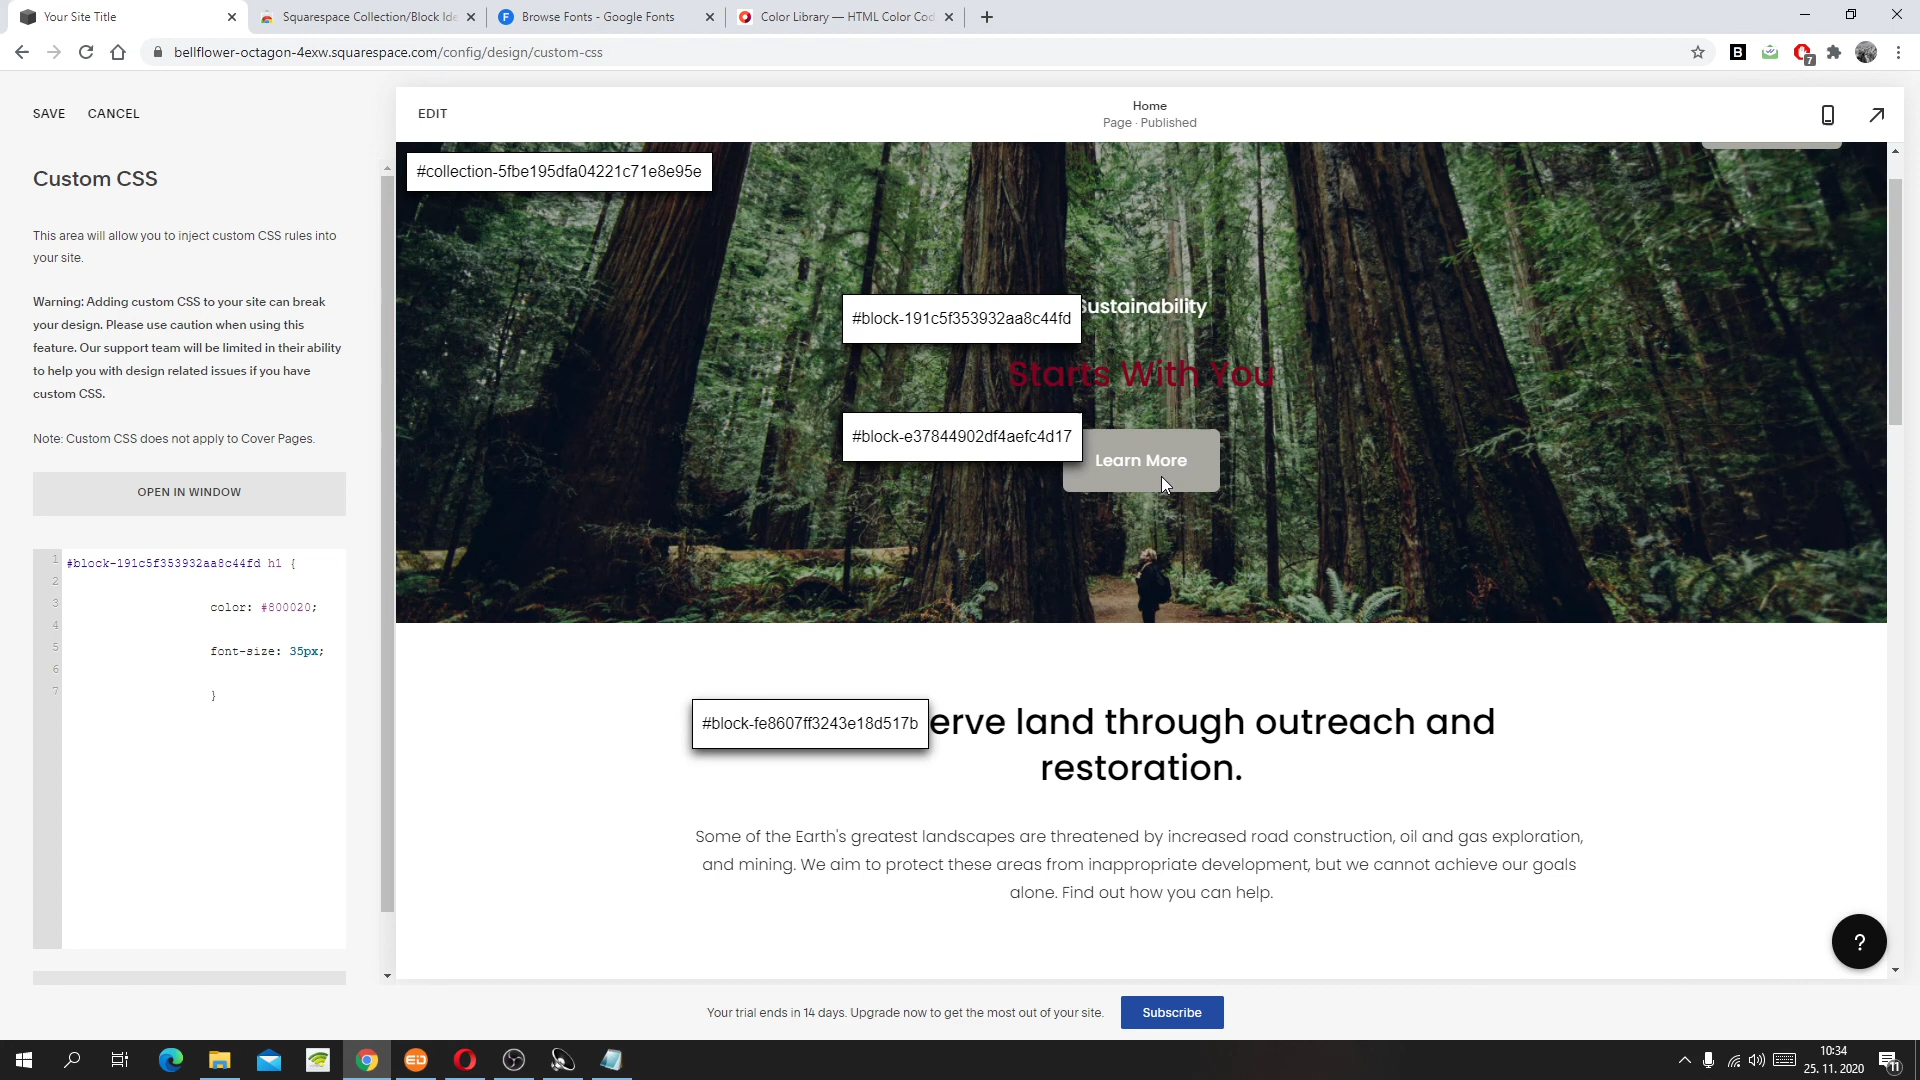 Your Site Title
Squarespace Collection/Block Ide
Browse Fonts - Google Fonts
Color Library — HTML Color Cod
bellflower-octagon-4exw.squarespace.com/config/design/custom-css
B
7
SAVE
CANCEL
EDIT
Home
Page · Published
Custom CSS
This area will allow you to inject custom CSS rules into
your site.
Warning: Adding custom CSS to your site can break
your design. Please use caution when using this
feature. Our support team will be limited in their ability
to help you with design related issues if you have
custom CSS.
Note: Custom CSS does not apply to Cover Pages.
OPEN IN WINDOW
1 #block-191c5f353932aa8c44fd h1 {
2
3 color: #800020;
4
5 font-size: 35px;
6
7 }
#collection-5fbe195dfa04221c71e8e95e
#block-191c5f353932aa8c44fd
Sustainability
Starts With You
#block-e37844902df4aefc4d17
Learn More
#block-fe8607ff3243e18d517b
erve land through outreach and
restoration.
Some of the Earth's greatest landscapes are threatened by increased road construction, oil and gas exploration,
and mining. We aim to protect these areas from inappropriate development, but we cannot achieve our goals
alone. Find out how you can help.
?
Your trial ends in 14 days. Upgrade now to get the most out of your site.
Subscribe
ED
10:34
25. 11. 2020
11